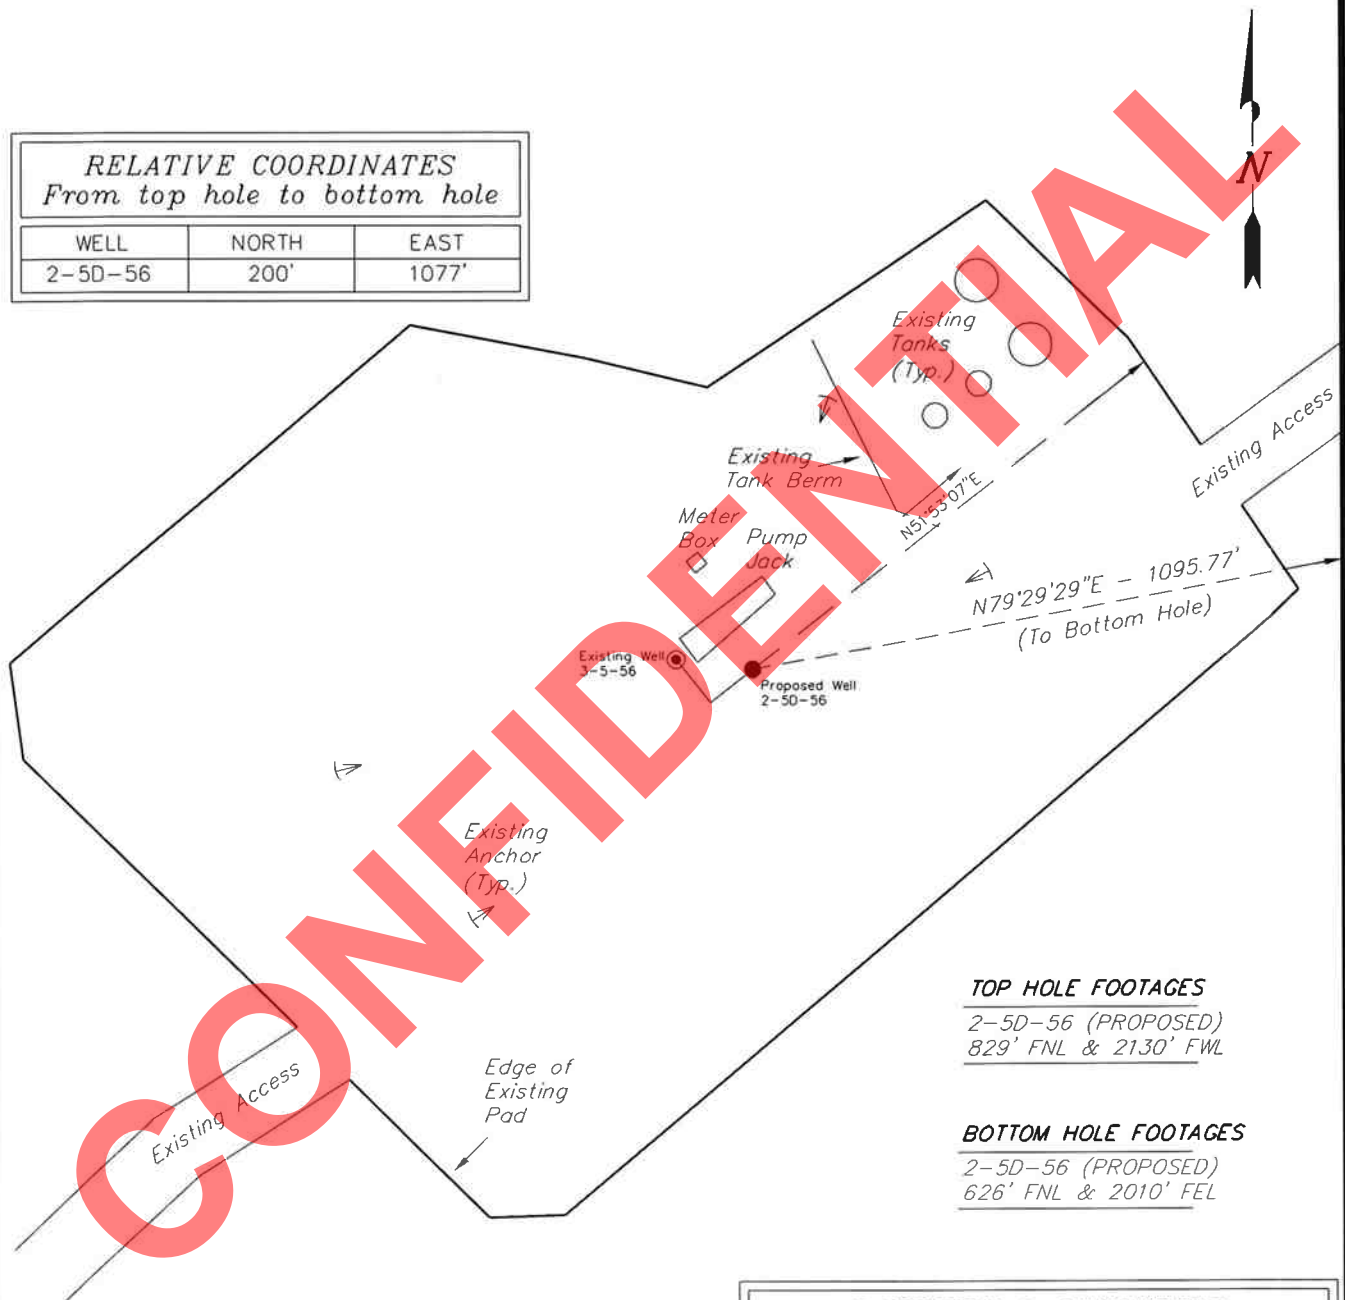 N
RELATIVE COORDINATES
From top hole to bottom hole
WELL NORTH EAST
2-5D-56 200' 1077'
Existing
Tanks
(Typ.)
Existing Access
Existing
Tank Berm
N51°53'07"E
Meter
Box
Pump
Jack
N79°29'29"E - 1095.77'
(To Bottom Hole)
Existing Well
3-5-56
Proposed Well
2-5D-56
Existing
Anchor
(Typ.)
TOP HOLE FOOTAGES
2-5D-56 (PROPOSED)
829' FNL & 2130' FWL
Edge of
Existing
Pad
Existing Access
BOTTOM HOLE FOOTAGES
2-5D-56 (PROPOSED)
626' FNL & 2010' FEL
CONFIDENTIAL